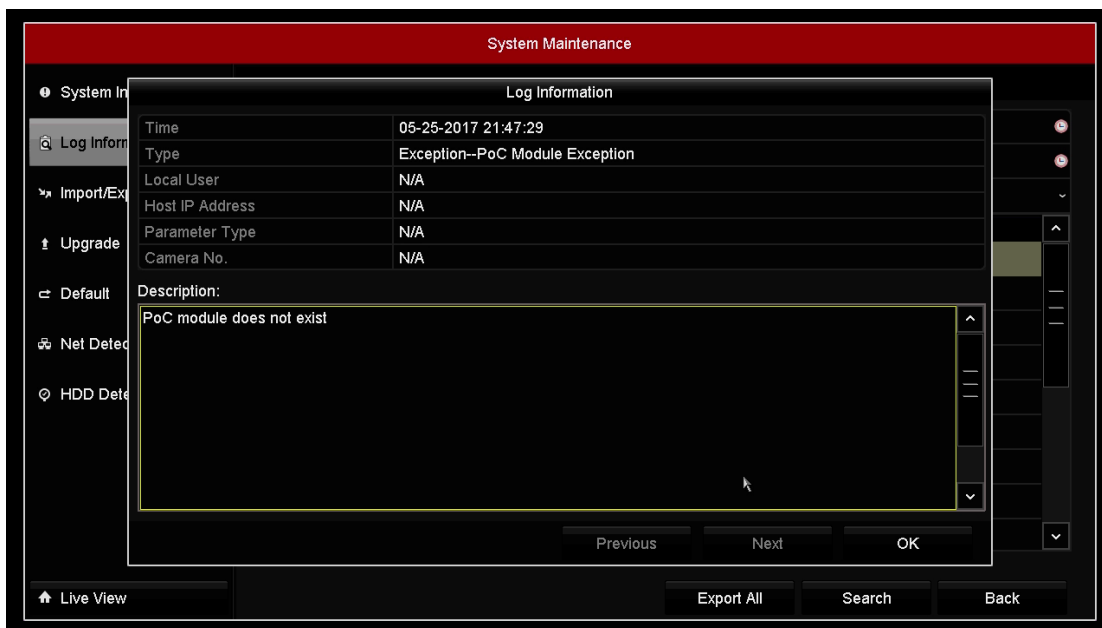 System Maintenance
System In
Log Information
Time 05-25-2017 21:47:29
Log Inform
Type Exception--PoC Module Exception
Local User N/A
Import/Exp
Host IP Address N/A
Parameter Type N/A
Upgrade
Camera No. N/A
Default
Description:
PoC module does not exist
Net Detec
HDD Dete
Previous Next OK
Live View Export All Search Back